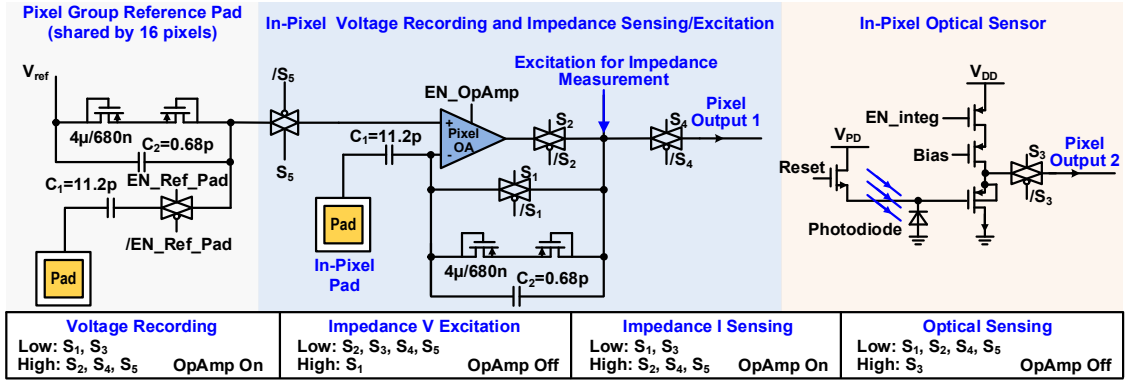 Pixel Group Reference Pad
(shared by 16 pixels)
In-Pixel Voltage Recording and Impedance Sensing/Excitation
In-Pixel Optical Sensor
Vref
4µ/680n
C2=0.68p
C1=11.2p
EN_Ref_Pad
/EN_Ref_Pad
Pad
/S5
S5
EN_OpAmp
C1=11.2p
+
Pixel
OA
-
Pad
In-Pixel
Pad
Excitation for Impedance
Measurement
S2
/S2
S1
/S1
4µ/680n
C2=0.68p
S4
/S4
Pixel
Output 1
VDD
EN_integ
VPD
Bias
Reset
Photodiode
S3
/S3
Pixel
Output 2
Voltage Recording
Low: S1, S3
High: S2, S4, S5 OpAmp On
Impedance V Excitation
Low: S2, S3, S4, S5
High: S1 OpAmp Off
Impedance I Sensing
Low: S1, S3
High: S2, S4, S5 OpAmp On
Optical Sensing
Low: S1, S2, S4, S5
High: S3 OpAmp Off